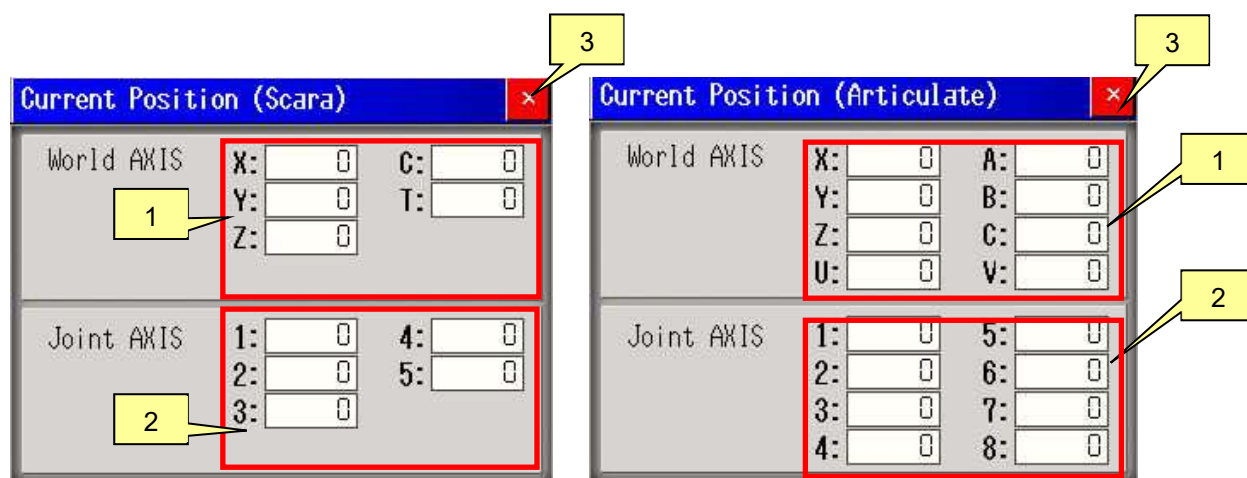 3
3
Current Position (Scara) ×
World AXIS X: 0 C: 0
Y: 0 T: 0
1
Z: 0
Joint AXIS 1: 0 4: 0
2: 0 5: 0
2
3: 0
Current Position (Articulate) ×
World AXIS X: 0 A: 0
1
Y: 0 B: 0
Z: 0 C: 0
U: 0 V: 0
2
Joint AXIS 1: 0 5: 0
2: 0 6: 0
3: 0 7: 0
4: 0 8: 0